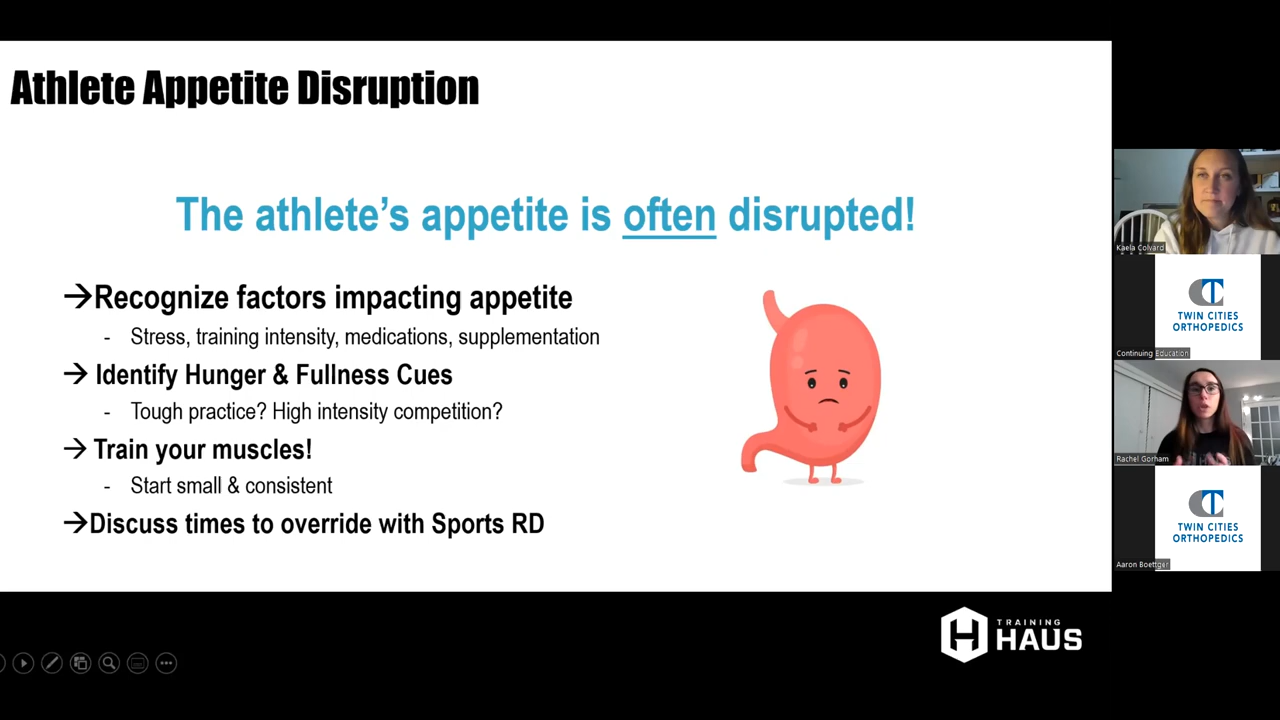 Athlete Appetite Disruption
The athlete's appetite is often disrupted!
→Recognize factors impacting appetite
- Stress, training intensity, medications, supplementation
→ Identify Hunger & Fullness Cues
- Tough practice? High intensity competition?
→ Train your muscles!
- Start small & consistent
→Discuss times to override with Sports RD
TRAINING
HAUS
Kaela Colvard
TWIN CITIES
ORTHOPEDICS
Continuing Education
Rachel Gorham
TWIN CITIES
ORTHOPEDICS
Aaron Boettger